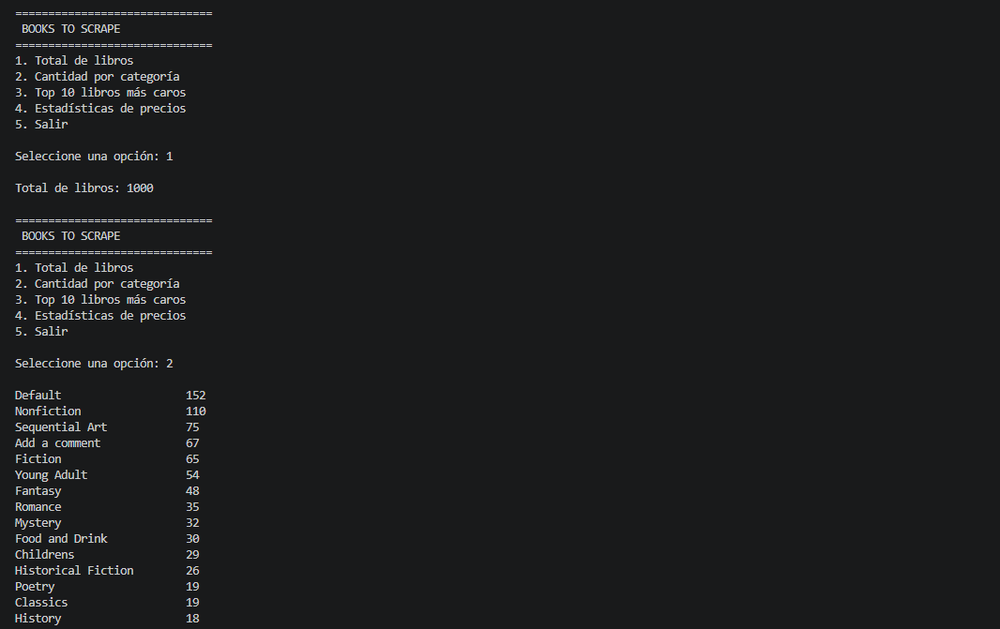 ==============================
BOOKS TO SCRAPE
==============================
1. Total de libros
2. Cantidad por categoría
3. Top 10 libros más caros
4. Estadísticas de precios
5. Salir
Seleccione una opción: 1
Total de libros: 1000
==============================
BOOKS TO SCRAPE
==============================
1. Total de libros
2. Cantidad por categoría
3. Top 10 libros más caros
4. Estadísticas de precios
5. Salir
Seleccione una opción: 2
Default 152
Nonfiction 110
Sequential Art 75
Add a comment 67
Fiction 65
Young Adult 54
Fantasy 48
Romance 35
Mystery 32
Food and Drink 30
Childrens 29
Historical Fiction 26
Poetry 19
Classics 19
History 18